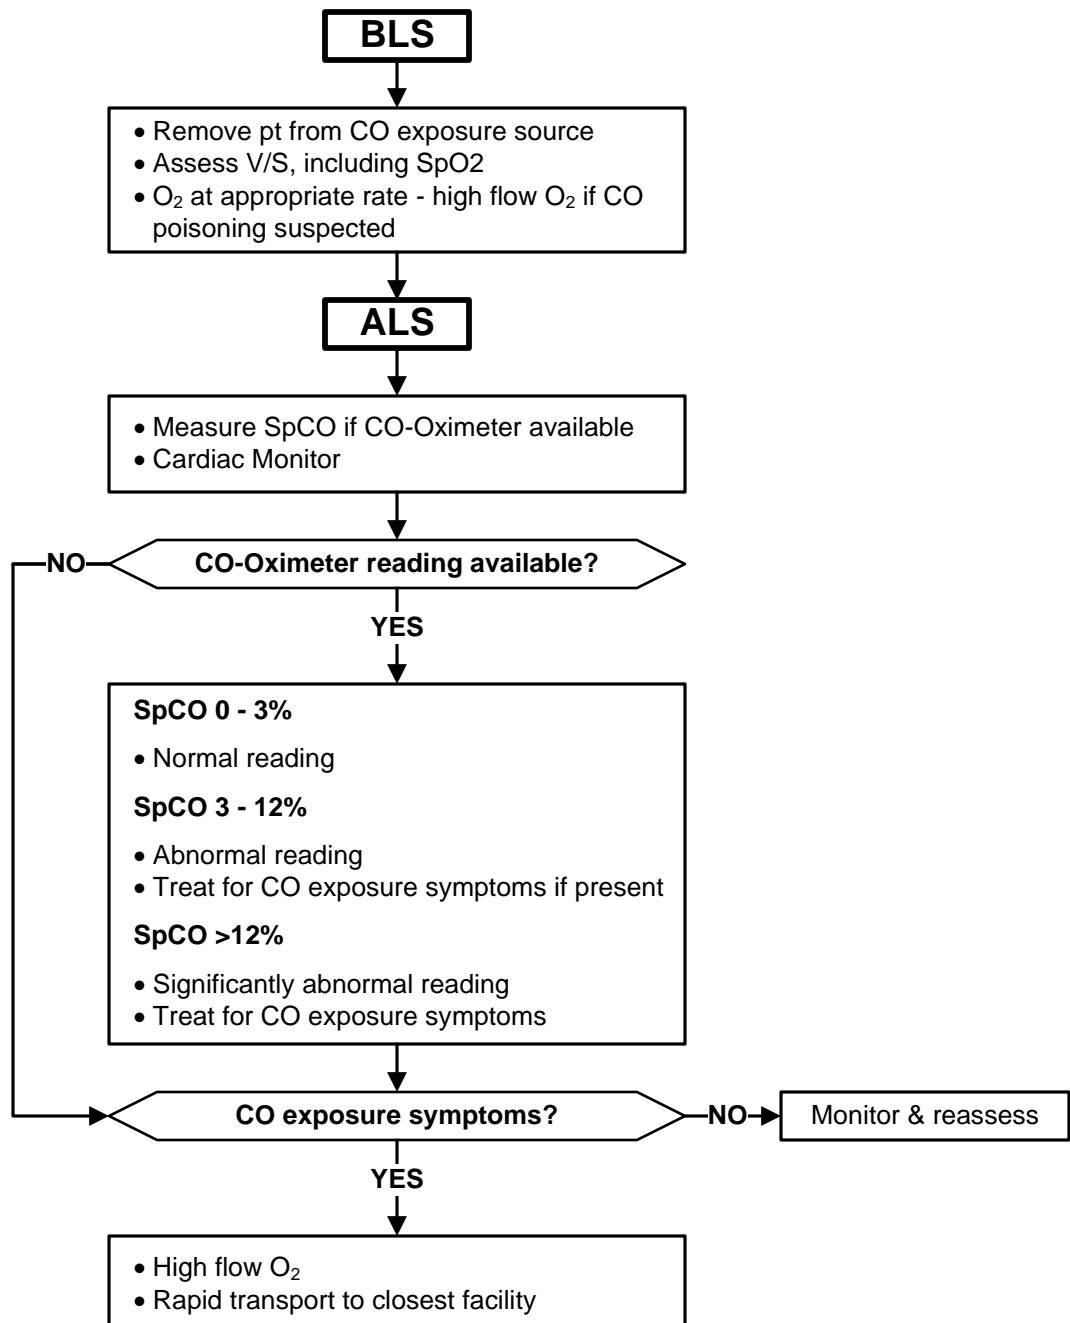 BLS
• Remove pt from CO exposure source
• Assess V/S, including SpO2
• O₂ at appropriate rate - high flow O₂ if CO
poisoning suspected
ALS
• Measure SpCO if CO-Oximeter available
• Cardiac Monitor
CO-Oximeter reading available?
NO
YES
SpCO 0 - 3%
• Normal reading
SpCO 3 - 12%
• Abnormal reading
• Treat for CO exposure symptoms if present
SpCO >12%
• Significantly abnormal reading
• Treat for CO exposure symptoms
CO exposure symptoms?
NO
Monitor & reassess
YES
• High flow O₂
• Rapid transport to closest facility